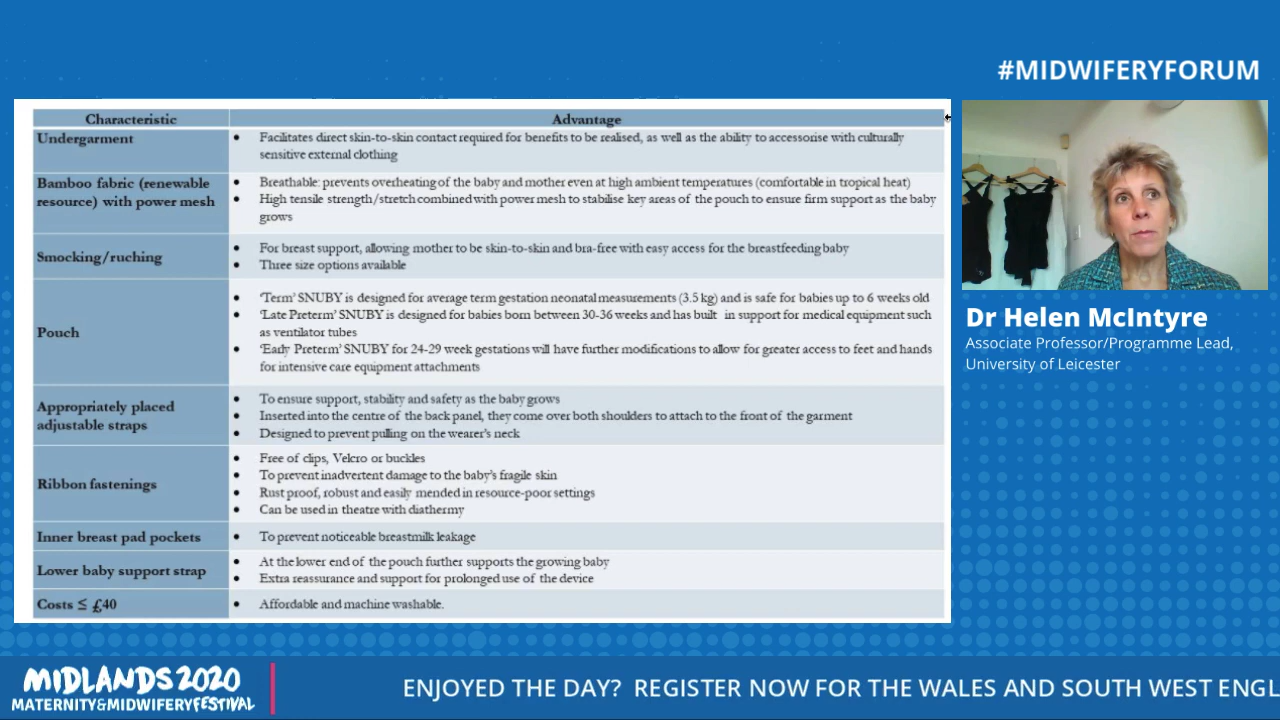 #MIDWIFERYFORUM
Characteristic
Advantage
Undergarment
• Facilitates direct skin-to-skin contact required for benefits to be realised, as well as the ability to accessorise with culturally
sensitive external clothing
Bamboo fabric (renewable
resource) with power mesh
• Breathable: prevents overheating of the baby and mother even at high ambient temperatures (comfortable in tropical heat)
• High tensile strength/stretch combined with power mesh to stabilise key areas of the pouch to ensure firm support as the baby
grows
Smocking/ruching
• For breast support, allowing mother to be skin-to-skin and bra-free with easy access for the breastfeeding baby
• Three size options available
Pouch
• ‘Term’ SNUBY is designed for average term gestation neonatal measurements (3.5 kg) and is safe for babies up to 6 weeks old
• ‘Late Preterm’ SNUBY is designed for babies born between 30-36 weeks and has built in support for medical equipment such
as ventilator tubes
• ‘Early Preterm’ SNUBY for 24-29 week gestations will have further modifications to allow for greater access to feet and hands
for intensive care equipment attachments
Appropriately placed
adjustable straps
• To ensure support, stability and safety as the baby grows
• Inserted into the centre of the back panel, they come over both shoulders to attach to the front of the garment
• Designed to prevent pulling on the wearer’s neck
Ribbon fastenings
• Free of clips, Velcro or buckles
• To prevent inadvertent damage to the baby’s fragile skin
• Rust proof, robust and easily mended in resource-poor settings
• Can be used in theatre with diathermy
Inner breast pad pockets
• To prevent noticeable breastmilk leakage
Lower baby support strap
• At the lower end of the pouch further supports the growing baby
• Extra reassurance and support for prolonged use of the device
Costs ≤ £40
• Affordable and machine washable.
Dr Helen McIntyre
Associate Professor/Programme Lead,
University of Leicester
MIDLANDS 2020
MATERNITY&MIDWIFERYFESTIVAL
ENJOYED THE DAY? REGISTER NOW FOR THE WALES AND SOUTH WEST ENGL